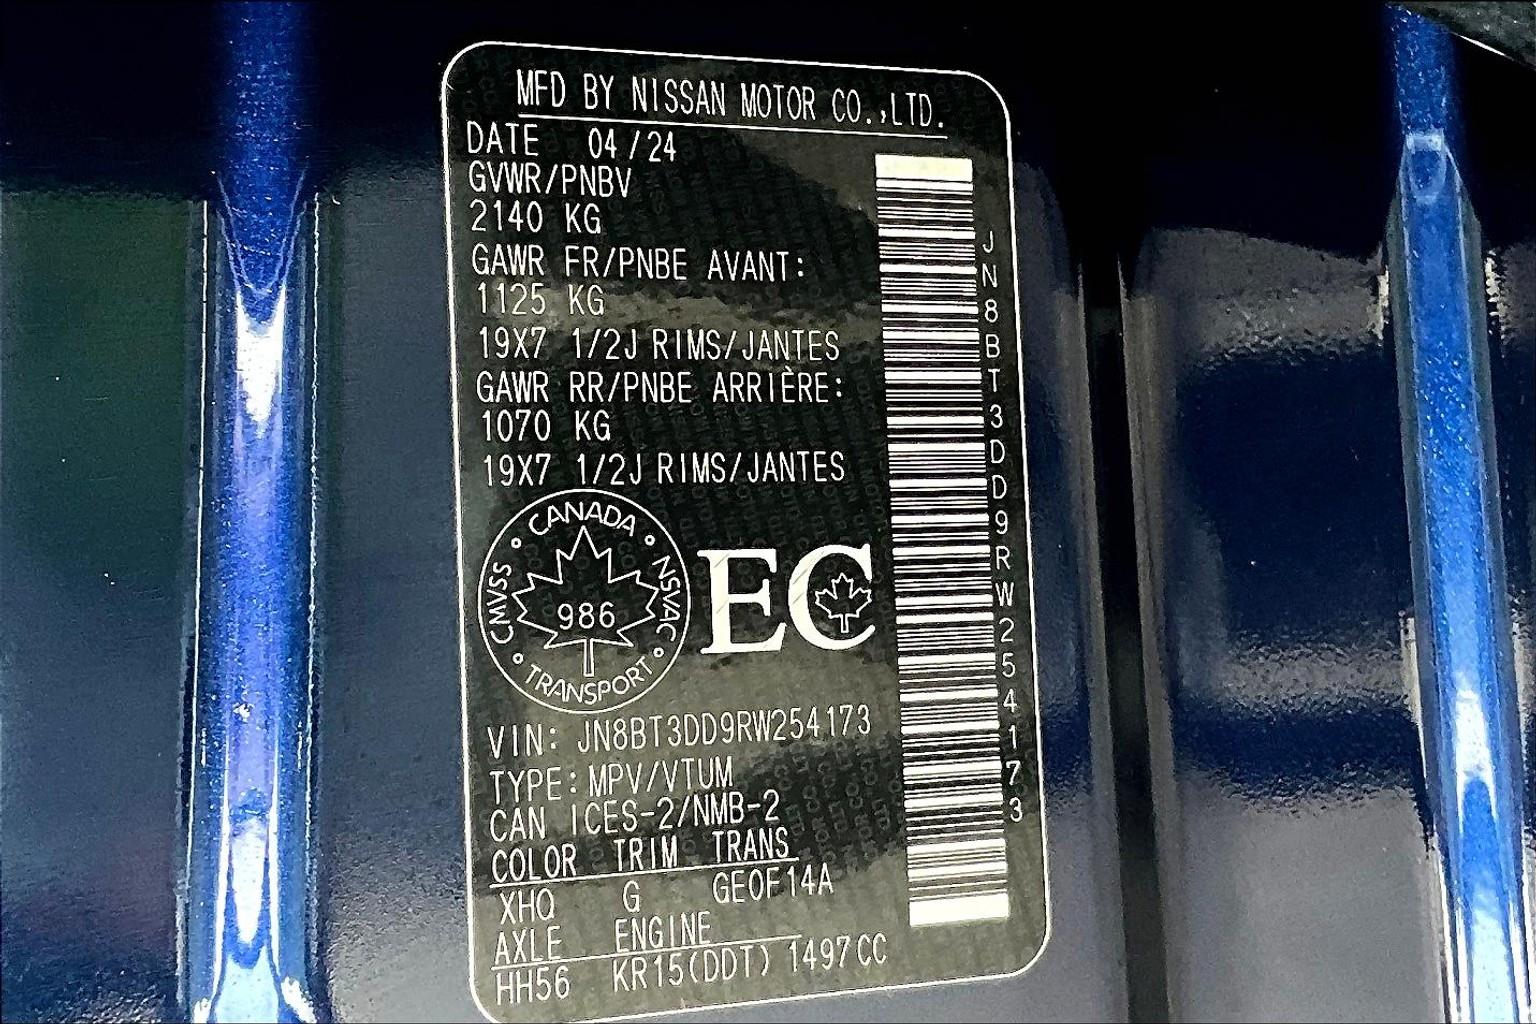 MFD BY NISSAN MOTOR CO.,LTD.
DATE 04/24
GVWR/PNBV
2140 KG
GAWR FR/PNBE AVANT:
1125 KG
19X7 1/2J RIMS/JANTES
GAWR RR/PNBE ARRIÈRE:
1070 KG
19X7 1/2J RIMS/JANTES
CANADA
CMVSS
NSVAC
986
TRANSPORT
EC
VIN: JN8BT3DD9RW254173
TYPE: MPV/VTUM
CAN ICES-2/NMB-2
COLOR TRIM TRANS
XHQ G GEOF14A
AXLE ENGINE
HH56 KR15(DDT) 1497CC
JN8BT3DD9RW254173